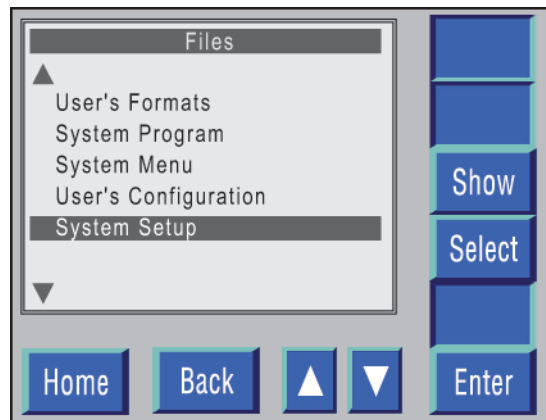 Files
User's Formats
System Program
System Menu
User's Configuration
System Setup
Show
Select
Home
Back
Enter